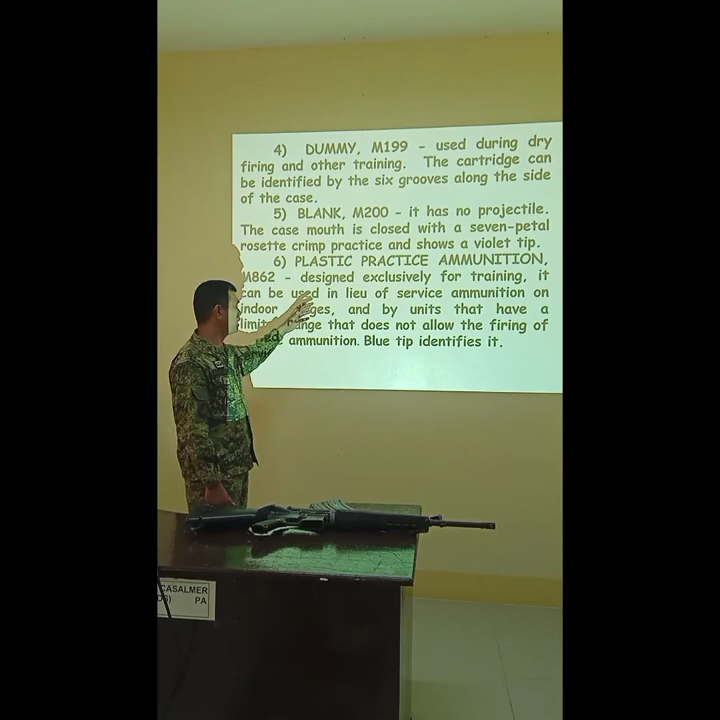 4) DUMMY, M199 - used during dry
firing and other training. The cartridge can
be identified by the six grooves along the side
of the case.
5) BLANK, M200 - it has no projectile.
The case mouth is closed with a seven-petal
rosette crimp practice and shows a violet tip.
6) PLASTIC PRACTICE AMMUNITION,
M862 - designed exclusively for training, it
can be used in lieu of service ammunition on
indoor and by units that have a
range that does not allow the firing of
ammunition. Blue tip identifies it.
CASALMER
PA